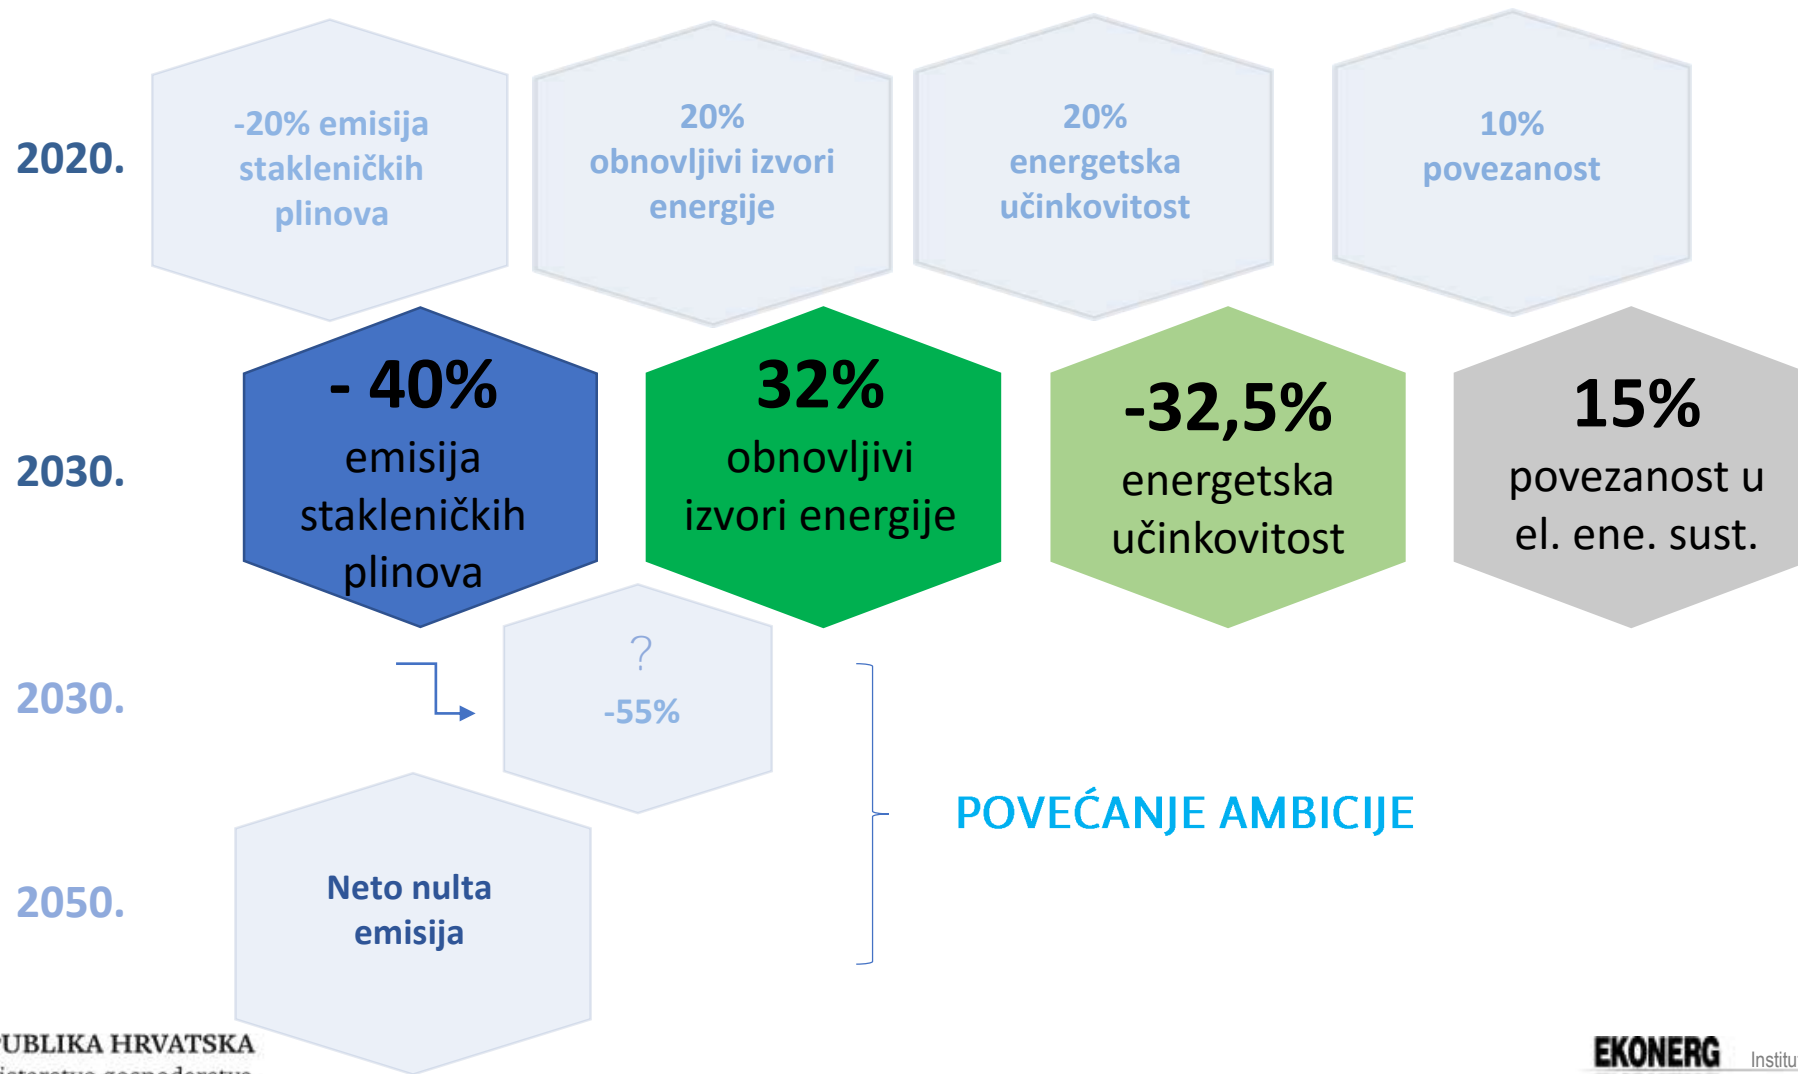 2020.
-20% emisija
stakleničkih
plinova
20%
obnovljivi izvori
energije
20%
energetska
učinkovitost
10%
povezanost
2030.
- 40%
emisija
stakleničkih
plinova
32%
obnovljivi
izvori energije
-32,5%
energetska
učinkovitost
15%
povezanost u
el. ene. sust.
2030.
?
-55%
POVEĆANJE AMBICIJE
2050.
Neto nulta
emisija
PUBLIKA HRVATSKA
EKONERG Institu